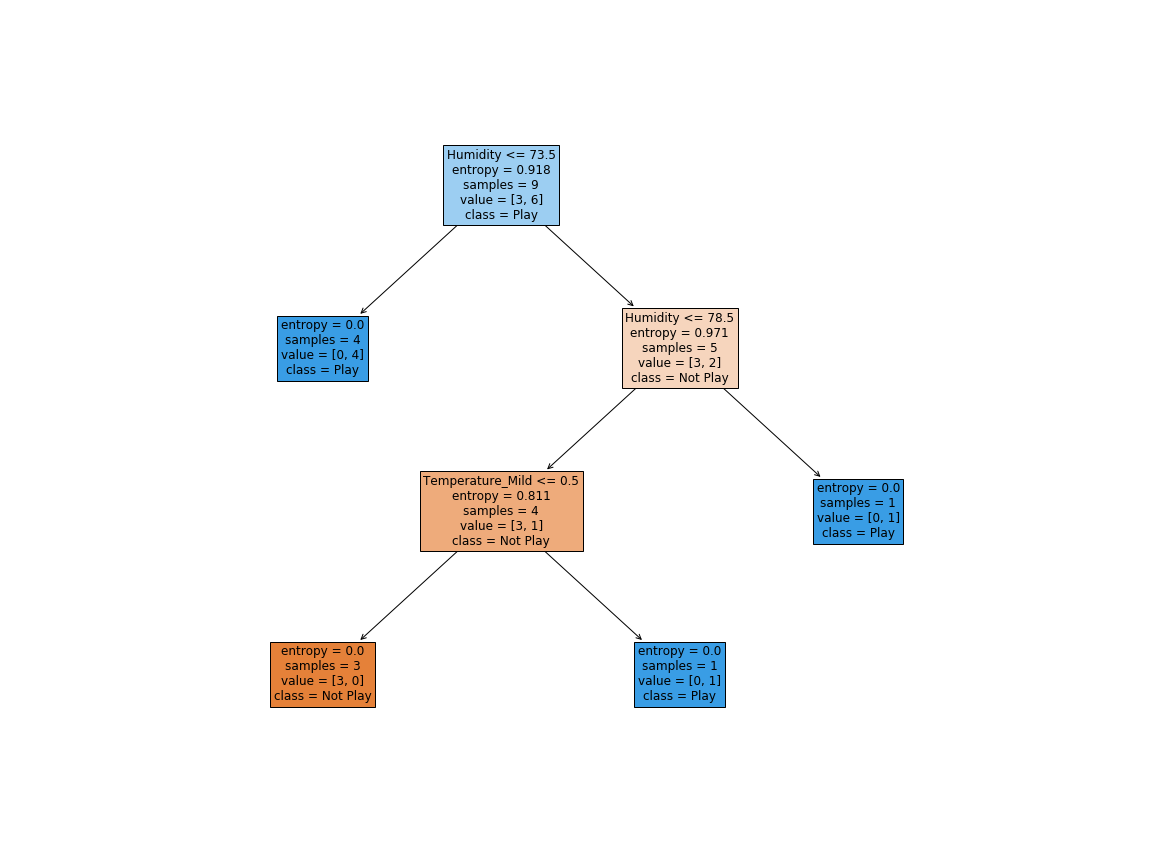 Humidity <= 73.5
entropy = 0.918
samples = 9
value = [3, 6]
class = Play
entropy = 0.0
samples = 4
value = [0, 4]
class = Play
Humidity <= 78.5
entropy = 0.971
samples = 5
value = [3, 2]
class = Not Play
Temperature_Mild <= 0.5
entropy = 0.811
samples = 4
value = [3, 1]
class = Not Play
entropy = 0.0
samples = 1
value = [0, 1]
class = Play
entropy = 0.0
samples = 3
value = [3, 0]
class = Not Play
entropy = 0.0
samples = 1
value = [0, 1]
class = Play